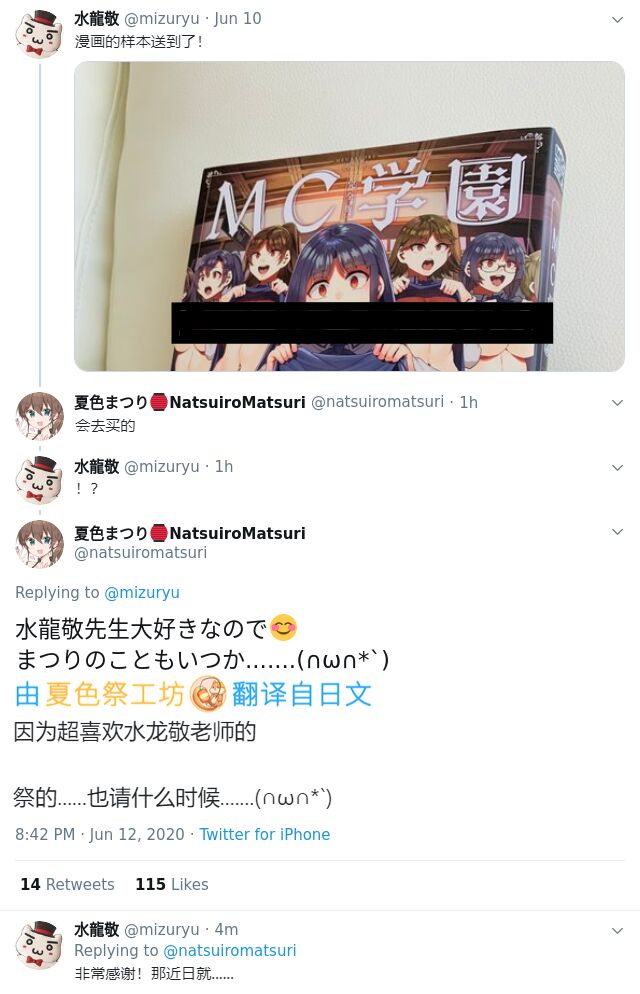 水龍敬 @mizuryu · Jun 10
漫画的样本送到了！
MC学園
夏色まつり🏮NatsuiroMatsuri @natsuiromatsuri · 1h
会去买的
水龍敬 @mizuryu · 1h
！？
夏色まつり🏮NatsuiroMatsuri
@natsuiromatsuri
Replying to @mizuryu
水龍敬先生大好きなので😊
まつりのこともいつか…….(∩ω∩*`)
由 夏色祭工坊 翻译自日文
因为超喜欢水龙敬老师的
祭的......也请什么时候…….(∩ω∩*`)
8:42 PM · Jun 12, 2020 · Twitter for iPhone
14 Retweets 115 Likes
水龍敬 @mizuryu · 4m
Replying to @natsuiromatsuri
非常感谢！那近日就......